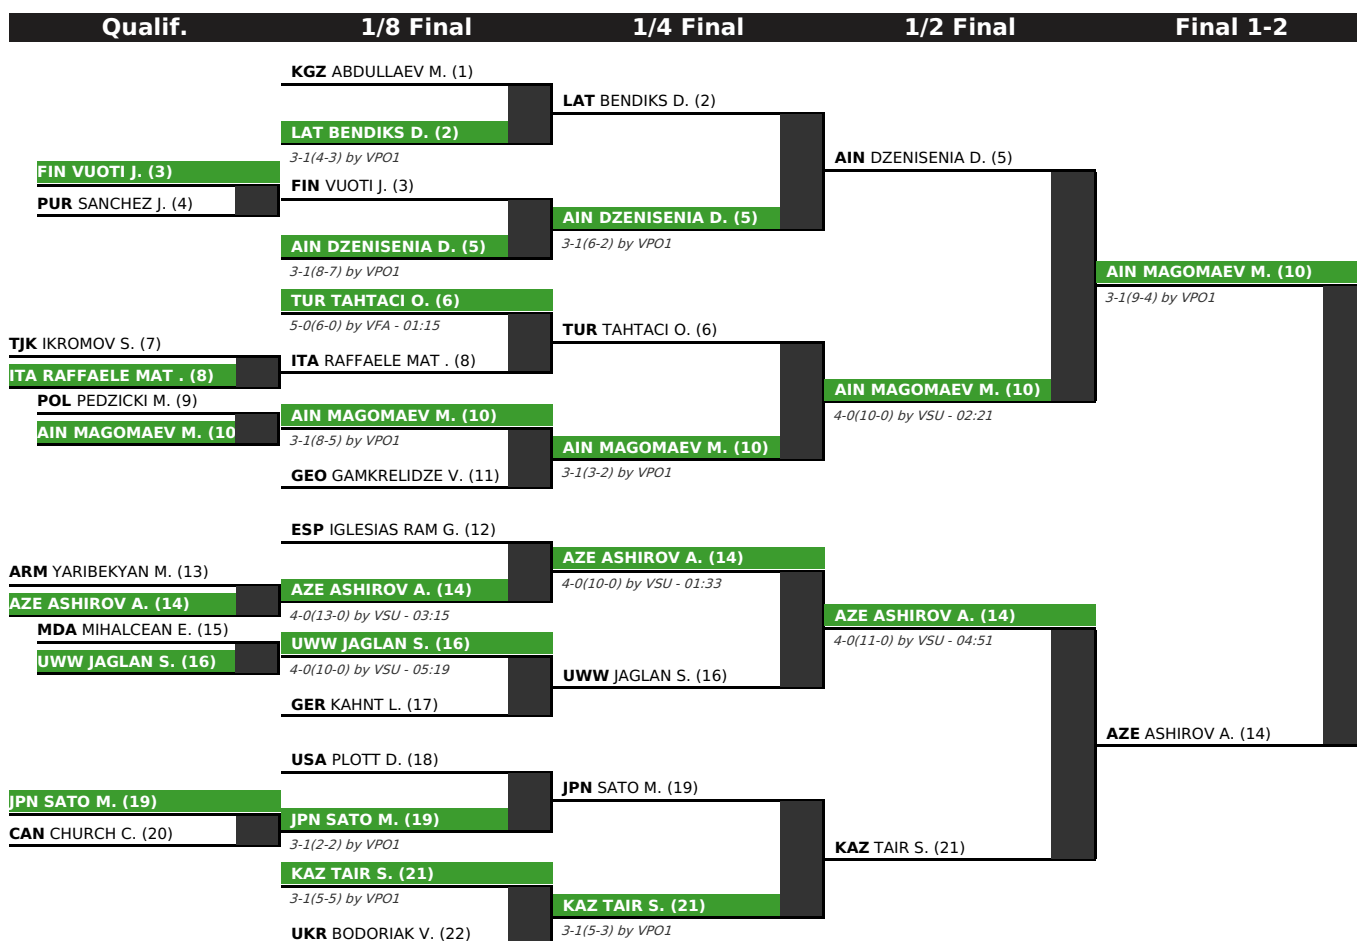 Qualif.
1/8 Final
1/4 Final
1/2 Final
Final 1-2
KGZ ABDULLAEV M. (1)
LAT BENDIKS D. (2)
LAT BENDIKS D. (2)
3-1(4-3) by VPO1
AIN DZENISENIA D. (5)
FIN VUOTI J. (3)
FIN VUOTI J. (3)
PUR SANCHEZ J. (4)
AIN DZENISENIA D. (5)
3-1(6-2) by VPO1
AIN DZENISENIA D. (5)
3-1(8-7) by VPO1
AIN MAGOMAEV M. (10)
3-1(9-4) by VPO1
TUR TAHTACI O. (6)
5-0(6-0) by VFA - 01:15
TUR TAHTACI O. (6)
TJK IKROMOV S. (7)
ITA RAFFAELE MAT . (8)
ITA RAFFAELE MAT . (8)
AIN MAGOMAEV M. (10)
4-0(10-0) by VSU - 02:21
POL PEDZICKI M. (9)
AIN MAGOMAEV M. (10)
3-1(8-5) by VPO1
AIN MAGOMAEV M. (10
AIN MAGOMAEV M. (10)
3-1(3-2) by VPO1
GEO GAMKRELIDZE V. (11)
ESP IGLESIAS RAM G. (12)
AZE ASHIROV A. (14)
4-0(10-0) by VSU - 01:33
ARM YARIBEKYAN M. (13)
AZE ASHIROV A. (14)
AZE ASHIROV A. (14)
4-0(13-0) by VSU - 03:15
AZE ASHIROV A. (14)
4-0(11-0) by VSU - 04:51
MDA MIHALCEAN E. (15)
UWW JAGLAN S. (16)
UWW JAGLAN S. (16)
4-0(10-0) by VSU - 05:19
UWW JAGLAN S. (16)
GER KAHNT L. (17)
AZE ASHIROV A. (14)
USA PLOTT D. (18)
JPN SATO M. (19)
JPN SATO M. (19)
CAN CHURCH C. (20)
JPN SATO M. (19)
3-1(2-2) by VPO1
KAZ TAIR S. (21)
KAZ TAIR S. (21)
3-1(5-5) by VPO1
KAZ TAIR S. (21)
3-1(5-3) by VPO1
UKR BODORIAK V. (22)